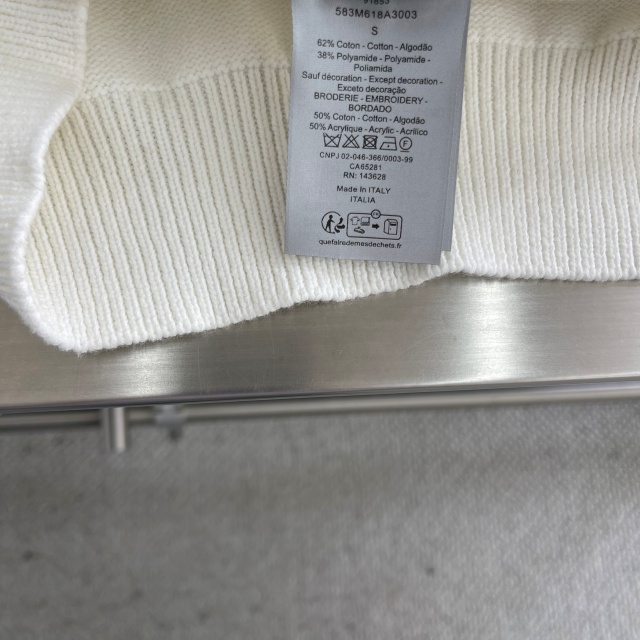 583M618A3003
S
62% Coton - Cotton - Algodão
38% Polyamide - Polyamide -
Poliamida
Sauf décoration - Except decoration -
Exceto decoração
BRODERIE - EMBROIDERY -
BORDADO
50% Coton - Cotton - Algodão
50% Acrylique - Acrylic - Acrílico
CNPJ 02-046-366/0003-99
CA65281
RN: 143628
Made In ITALY
ITALIA
quefairedemesdechets.fr